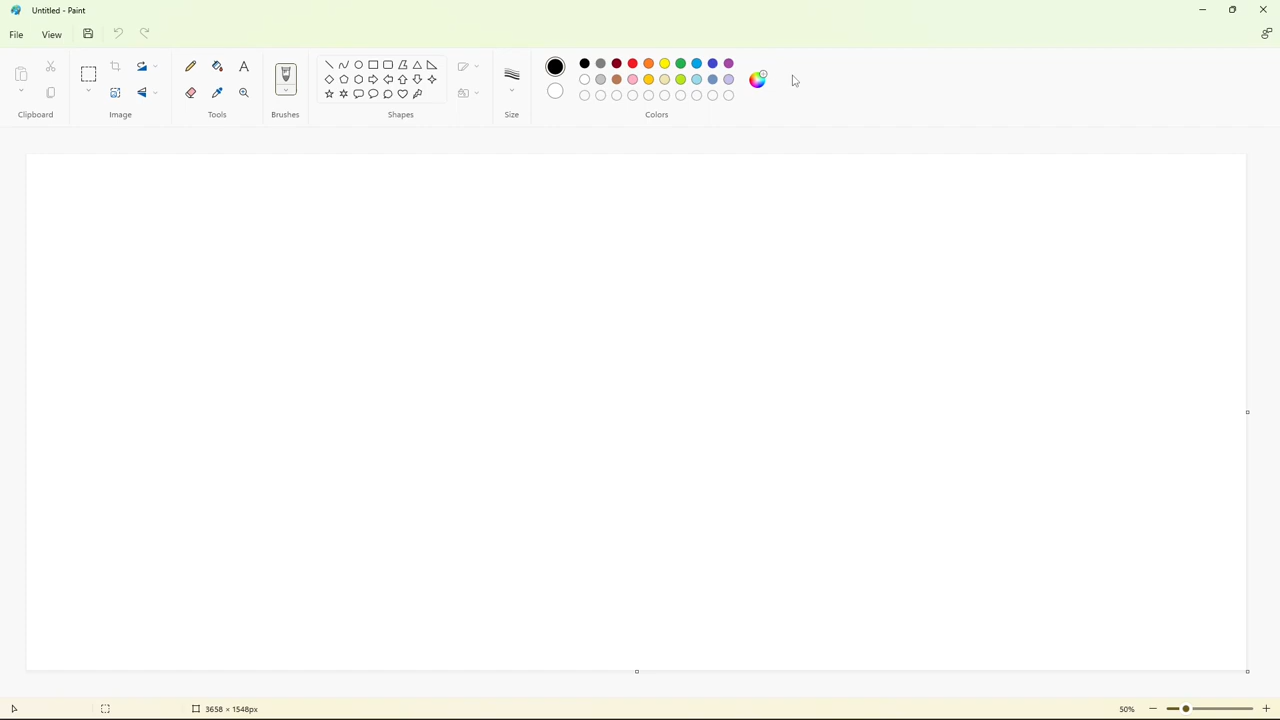 Untitled - Paint
File View
Clipboard Image Tools Brushes Shapes Size Colors
3658 × 1548px 50%